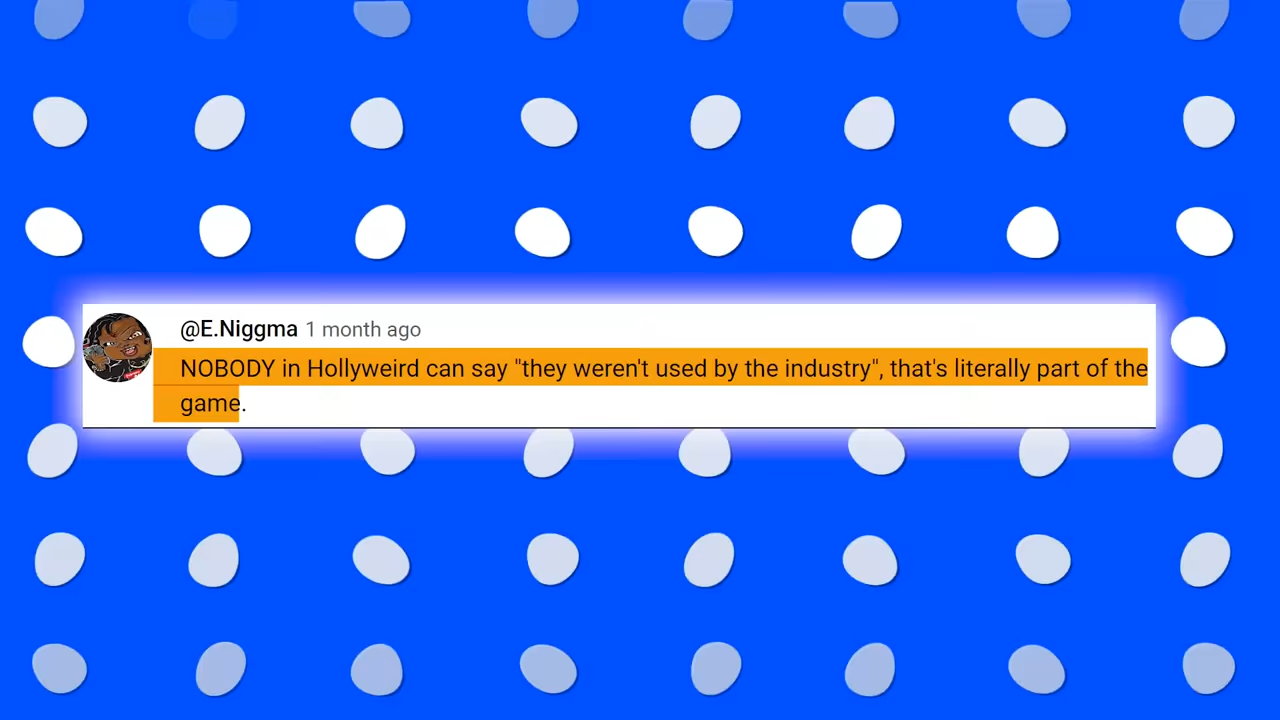 @E.Niggma 1 month ago
NOBODY in Hollyweird can say "they weren't used by the industry", that's literally part of the
game.